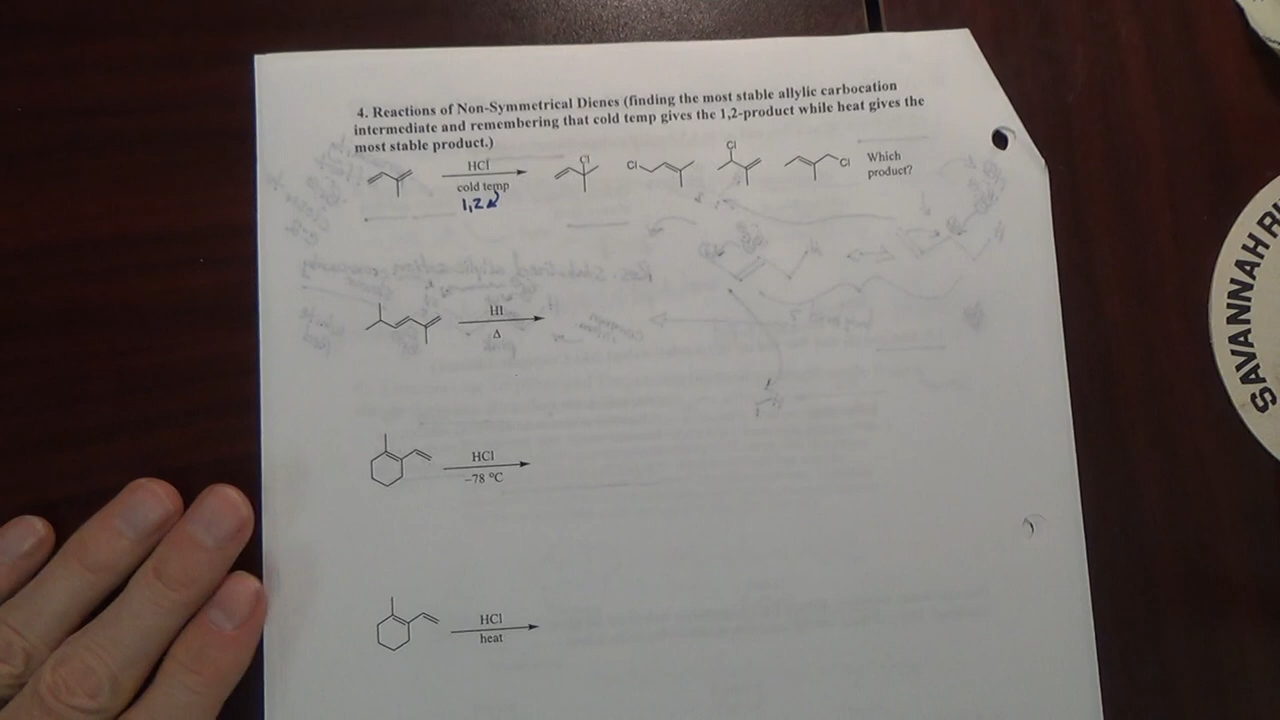 4. Reactions of Non-Symmetrical Dienes (finding the most stable allylic carbocation
intermediate and remembering that cold temp gives the 1,2-product while heat gives the
most stable product.)
HCl
cold temp
1,2
Cl
Cl
Cl
Cl
Which
product?
HI
Δ
HCl
–78 °C
HCl
heat
SAVANNAH